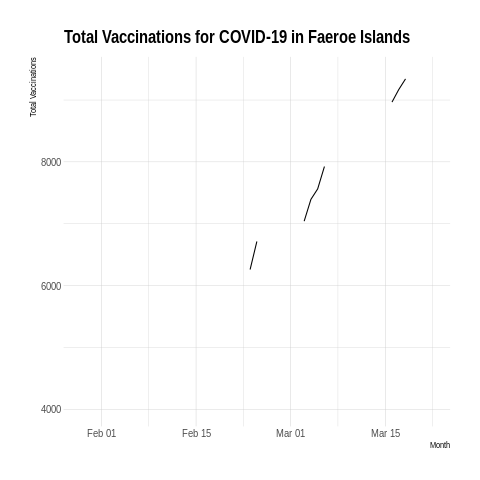 Total Vaccinations for COVID-19 in Faeroe Islands
Total Vaccinations
8000
6000
4000
Feb 01
Feb 15
Mar 01
Mar 15
Month